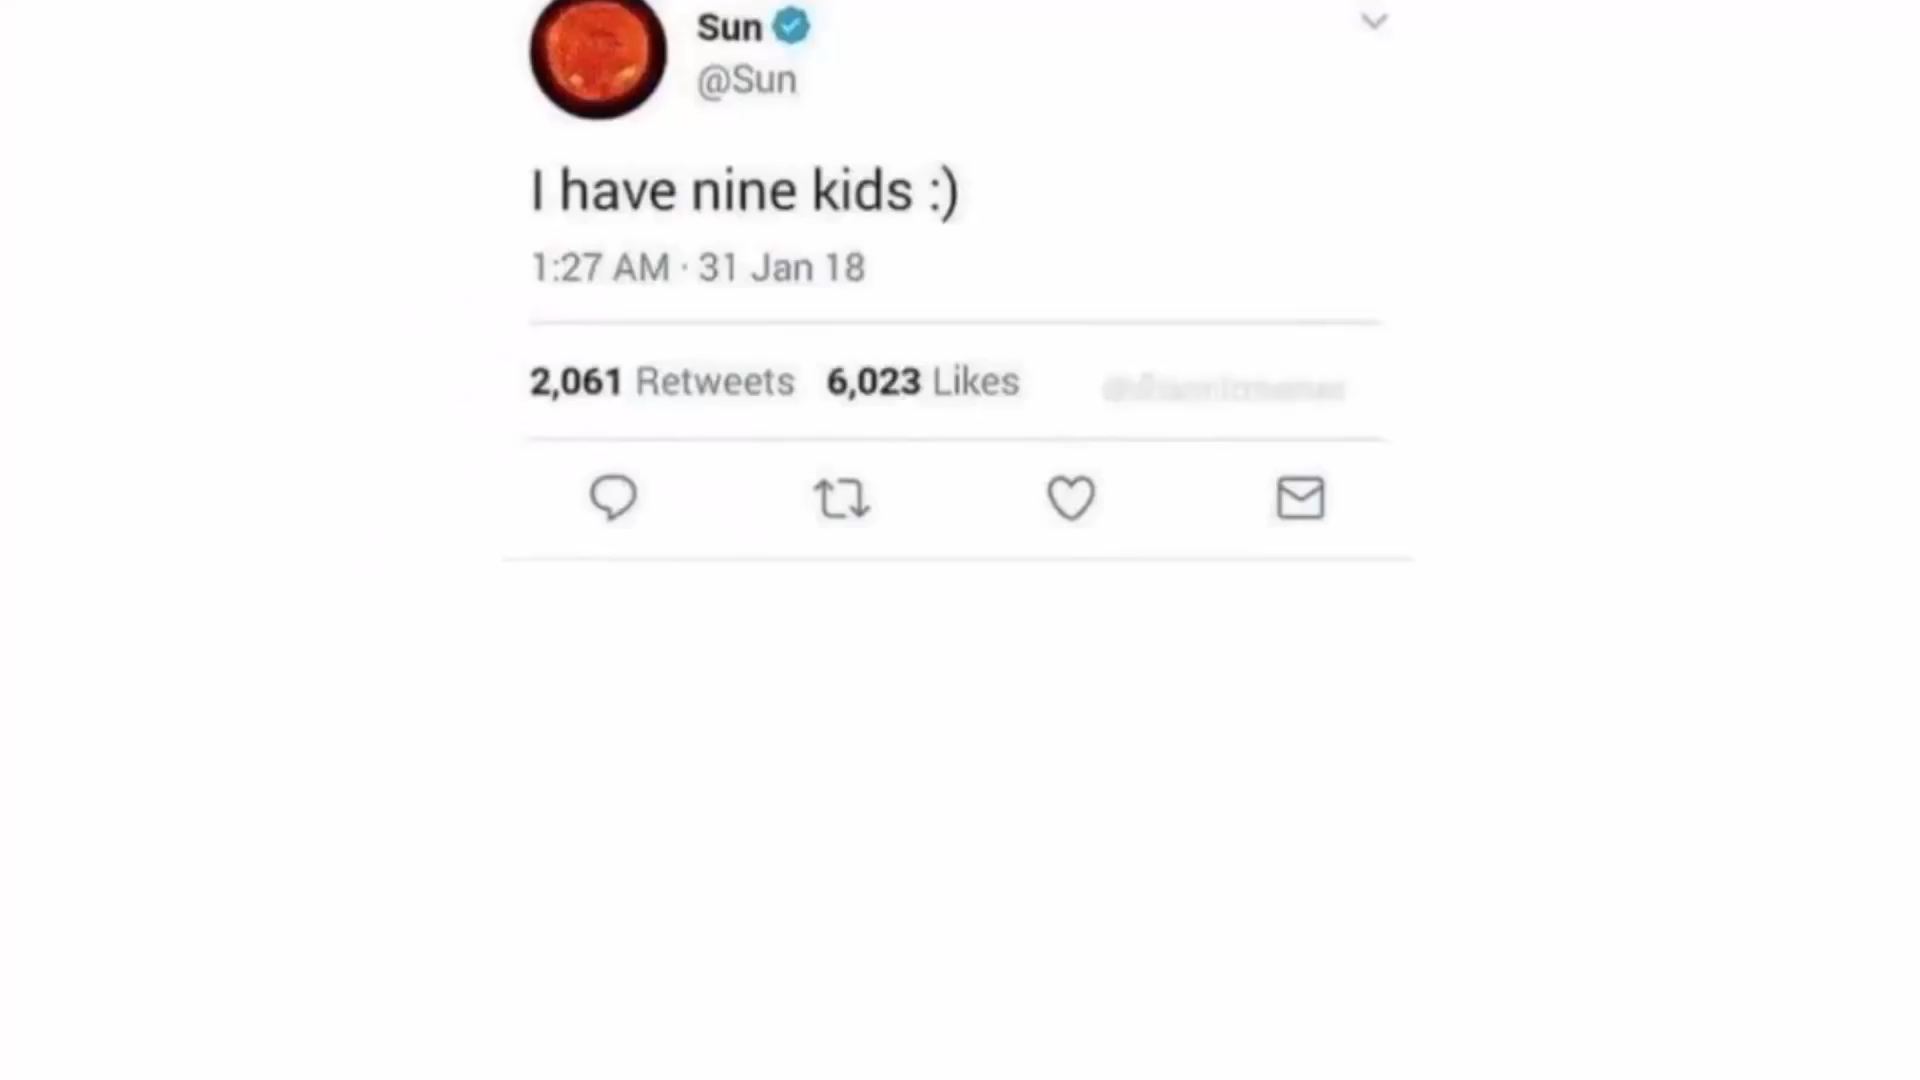 Sun
@Sun
I have nine kids :)
1:27 AM · 31 Jan 18
2,061 Retweets 6,023 Likes